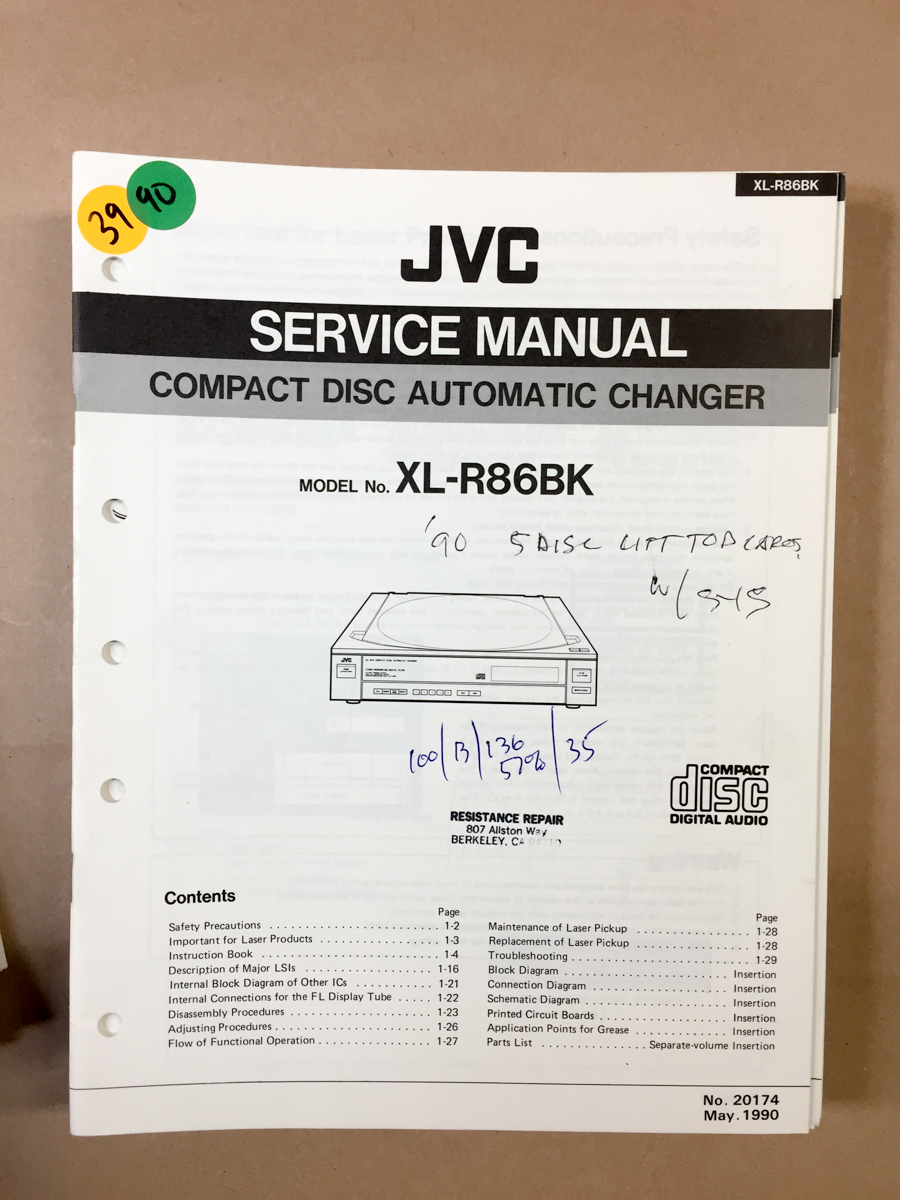 39
90
XL-R86BK
JVC
SERVICE MANUAL
COMPACT DISC AUTOMATIC CHANGER
MODEL No. XL-R86BK
'90 5 DISC LIFT TOP
W/
JVC
100/13/136 57%/35
COMPACT
disc
DIGITAL AUDIO
RESISTANCE REPAIR
807 Allston Way
BERKELEY, CA
Contents
Page
Safety Precautions 1-2
Important for Laser Products 1-3
Instruction Book 1-4
Description of Major LSIs 1-16
Internal Block Diagram of Other ICs 1-21
Internal Connections for the FL Display Tube 1-22
Disassembly Procedures 1-23
Adjusting Procedures 1-26
Flow of Functional Operation 1-27
Page
Maintenance of Laser Pickup 1-28
Replacement of Laser Pickup 1-28
Troubleshooting 1-29
Block Diagram Insertion
Connection Diagram Insertion
Schematic Diagram Insertion
Printed Circuit Boards Insertion
Application Points for Grease Insertion
Parts List Separate-volume Insertion
No. 20174
May. 1990